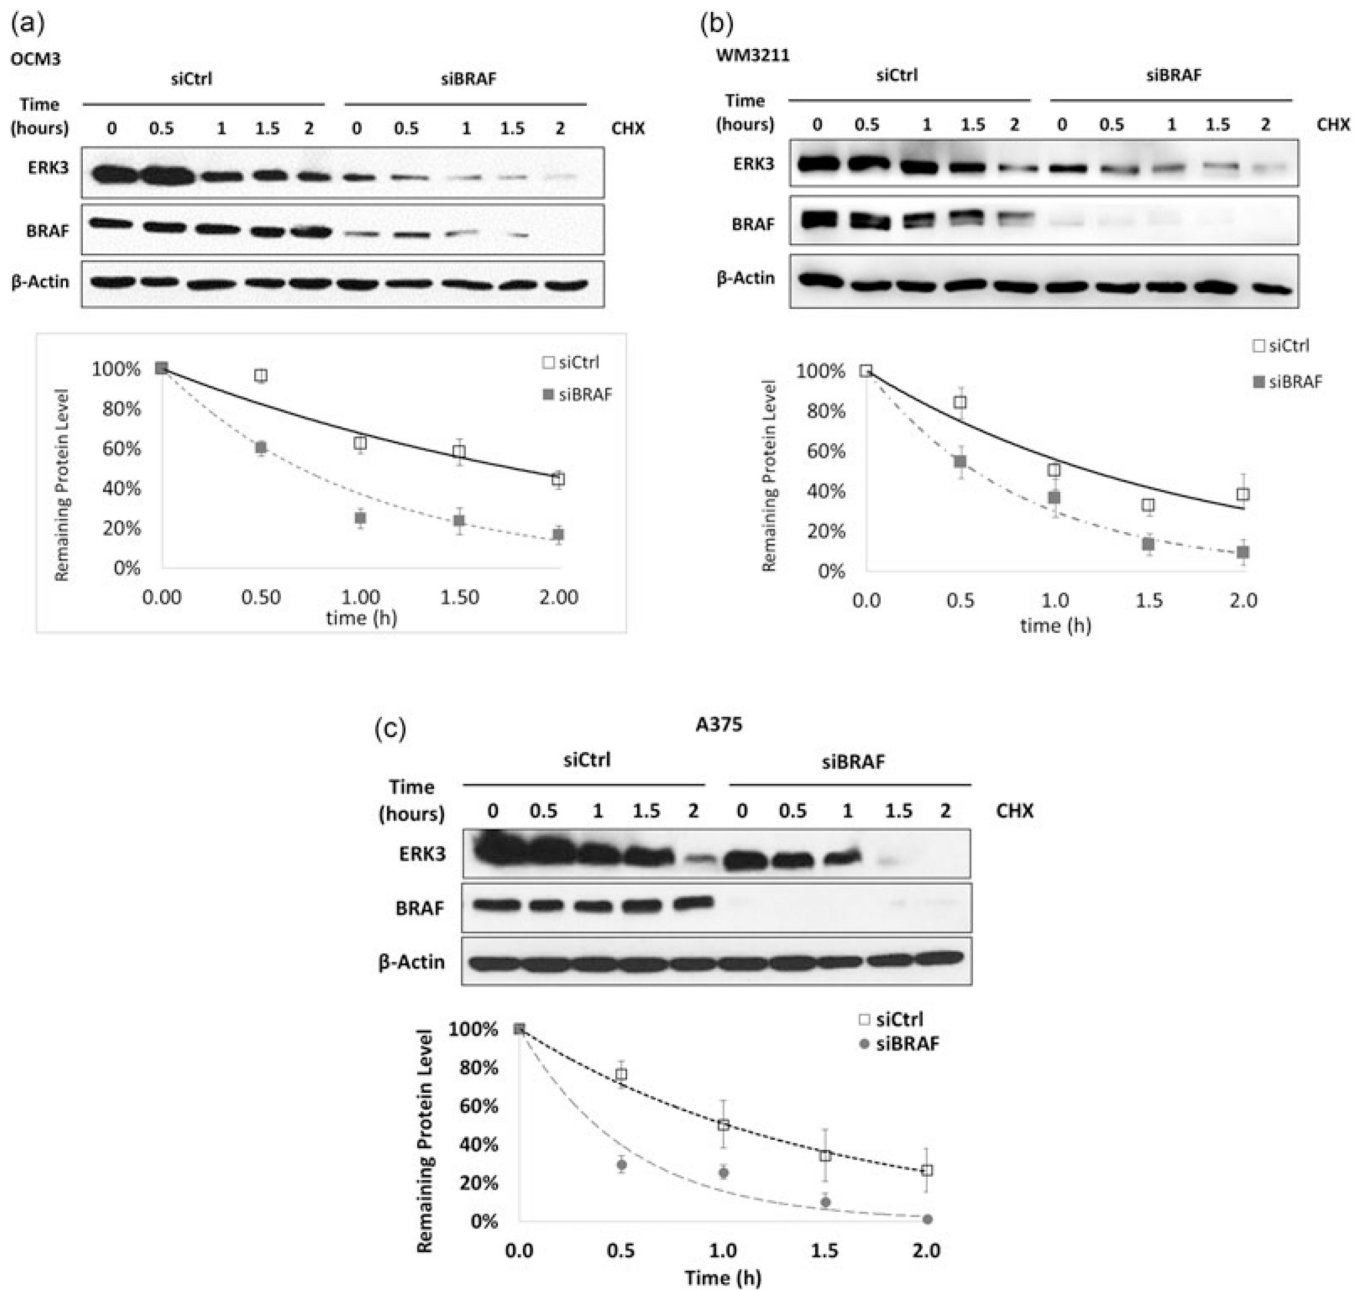 (a)
OCM3
siCtrl siBRAF
Time
(hours) 0 0.5 1 1.5 2 0 0.5 1 1.5 2 CHX
ERK3
BRAF
β-Actin
Remaining Protein Level
100%
80%
60%
40%
20%
0%
siCtrl
siBRAF
0.00 0.50 1.00 1.50 2.00
time (h)
(b)
WM3211
siCtrl siBRAF
Time
(hours) 0 0.5 1 1.5 2 0 0.5 1 1.5 2 CHX
ERK3
BRAF
β-Actin
Remaining Protein Level
100%
80%
60%
40%
20%
0%
siCtrl
siBRAF
0.0 0.5 1.0 1.5 2.0
time (h)
(c)
A375
siCtrl siBRAF
Time
(hours) 0 0.5 1 1.5 2 0 0.5 1 1.5 2 CHX
ERK3
BRAF
β-Actin
Remaining Protein Level
100%
80%
60%
40%
20%
0%
siCtrl
siBRAF
0.0 0.5 1.0 1.5 2.0
Time (h)